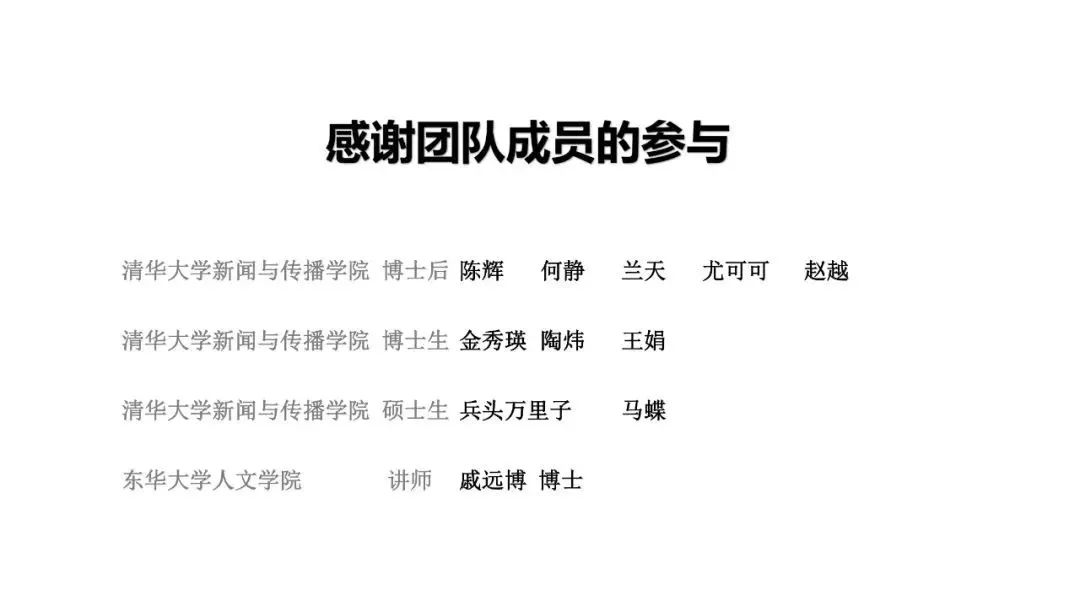 感谢团队成员的参与
清华大学新闻与传播学院 博士后 陈辉 何静 兰天 尤可可 赵越
清华大学新闻与传播学院 博士生 金秀瑛 陶炜 王娟
清华大学新闻与传播学院 硕士生 兵头万里子 马蝶
东华大学人文学院 讲师 戚远博 博士